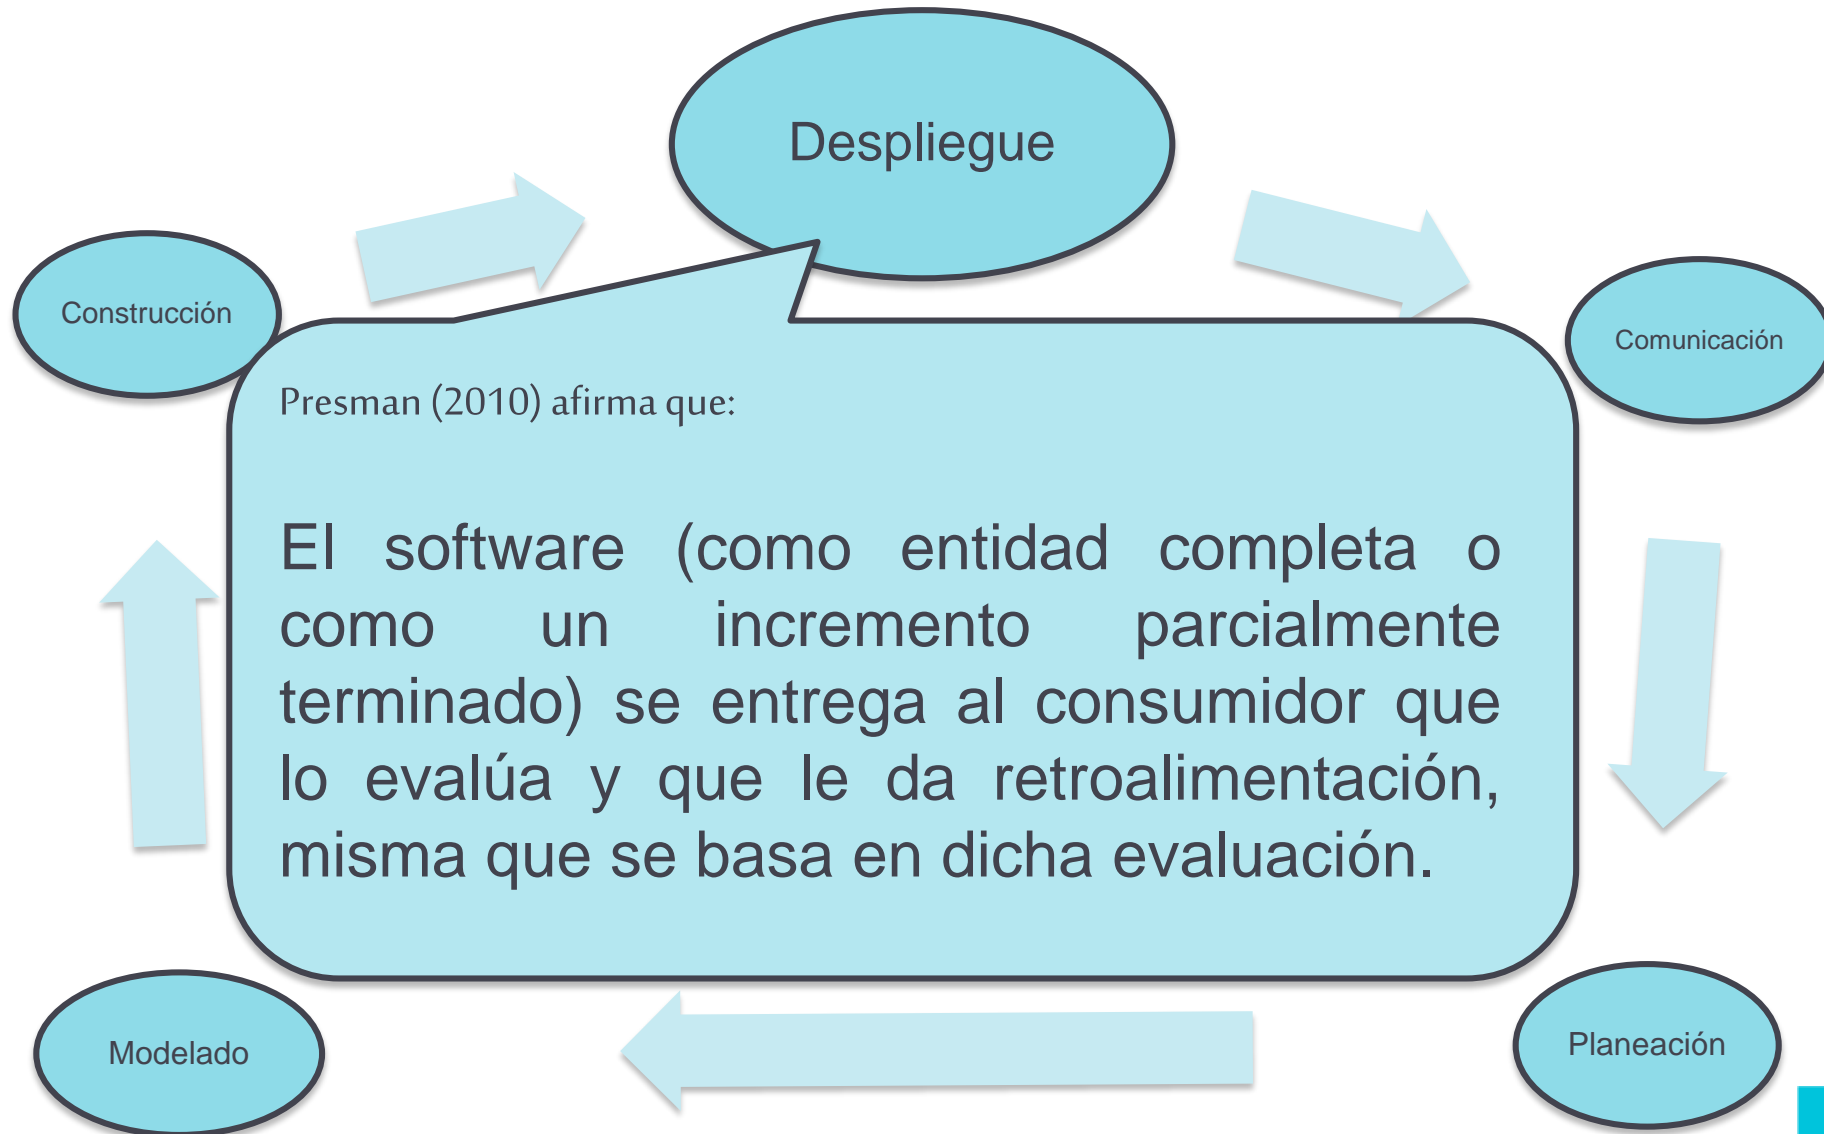 Despliegue
Construcción
Comunicación
Presman (2010) afirma que:
El software (como entidad completa o
como un incremento parcialmente
terminado) se entrega al consumidor que
lo evalúa y que le da retroalimentación,
misma que se basa en dicha evaluación.
Modelado
Planeación